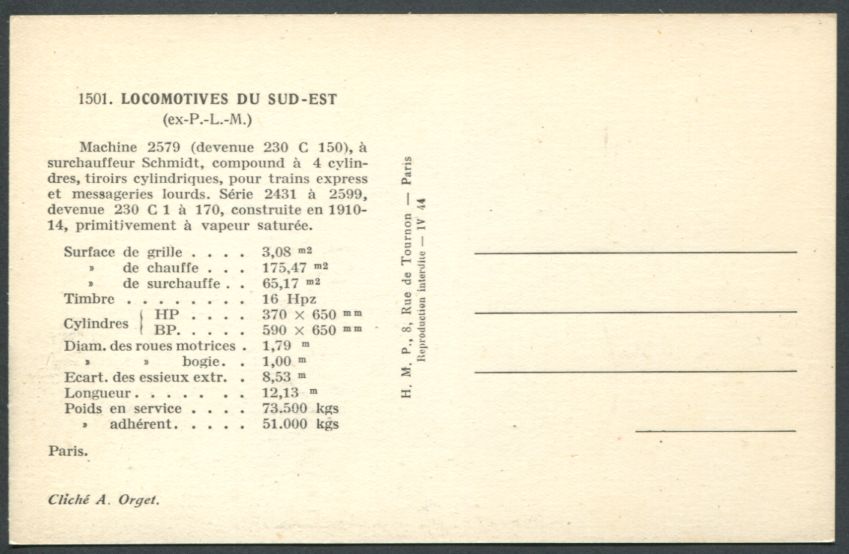 1501. LOCOMOTIVES DU SUD-EST
(ex-P.-L.-M.)
Machine 2579 (devenue 230 C 150), à
surchauffeur Schmidt, compound à 4 cylin-
dres, tiroirs cylindriques, pour trains express
et messageries lourds. Série 2431 à 2599,
devenue 230 C 1 à 170, construite en 1910-
14, primitivement à vapeur saturée.
Surface de grille . . . . 3,08 m2
» de chauffe . . . 175,47 m2
» de surchauffe . . 65,17 m2
Timbre . . . . . . . . 16 Hpz
Cylindres { HP . . . . 370 × 650 mm
BP. . . . . 590 × 650 mm
Diam. des roues motrices . 1,79 m
» » bogie. . 1,00 m
Ecart. des essieux extr. . 8,53 m
Longueur . . . . . . . 12,13 m
Poids en service . . . . 73.500 kgs
» adhérent. . . . . 51.000 kgs
Paris.
Cliché A. Orget.
H. M. P., 8, Rue de Tournon — Paris
Reproduction interdite — IV 44